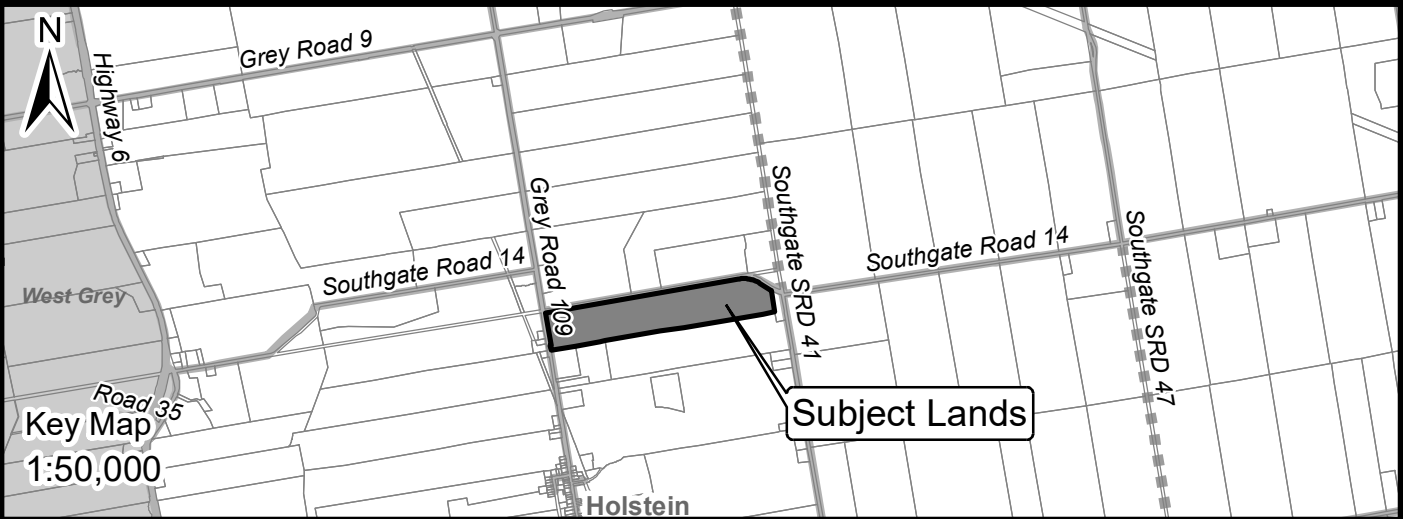 N
Grey Road 9
Highway 6
Grey Road 109
Southgate SRD 41
Southgate Road 14
Southgate Road 14
Southgate SRD 47
West Grey
Road 35
Key Map
1:50,000
Subject Lands
Holstein